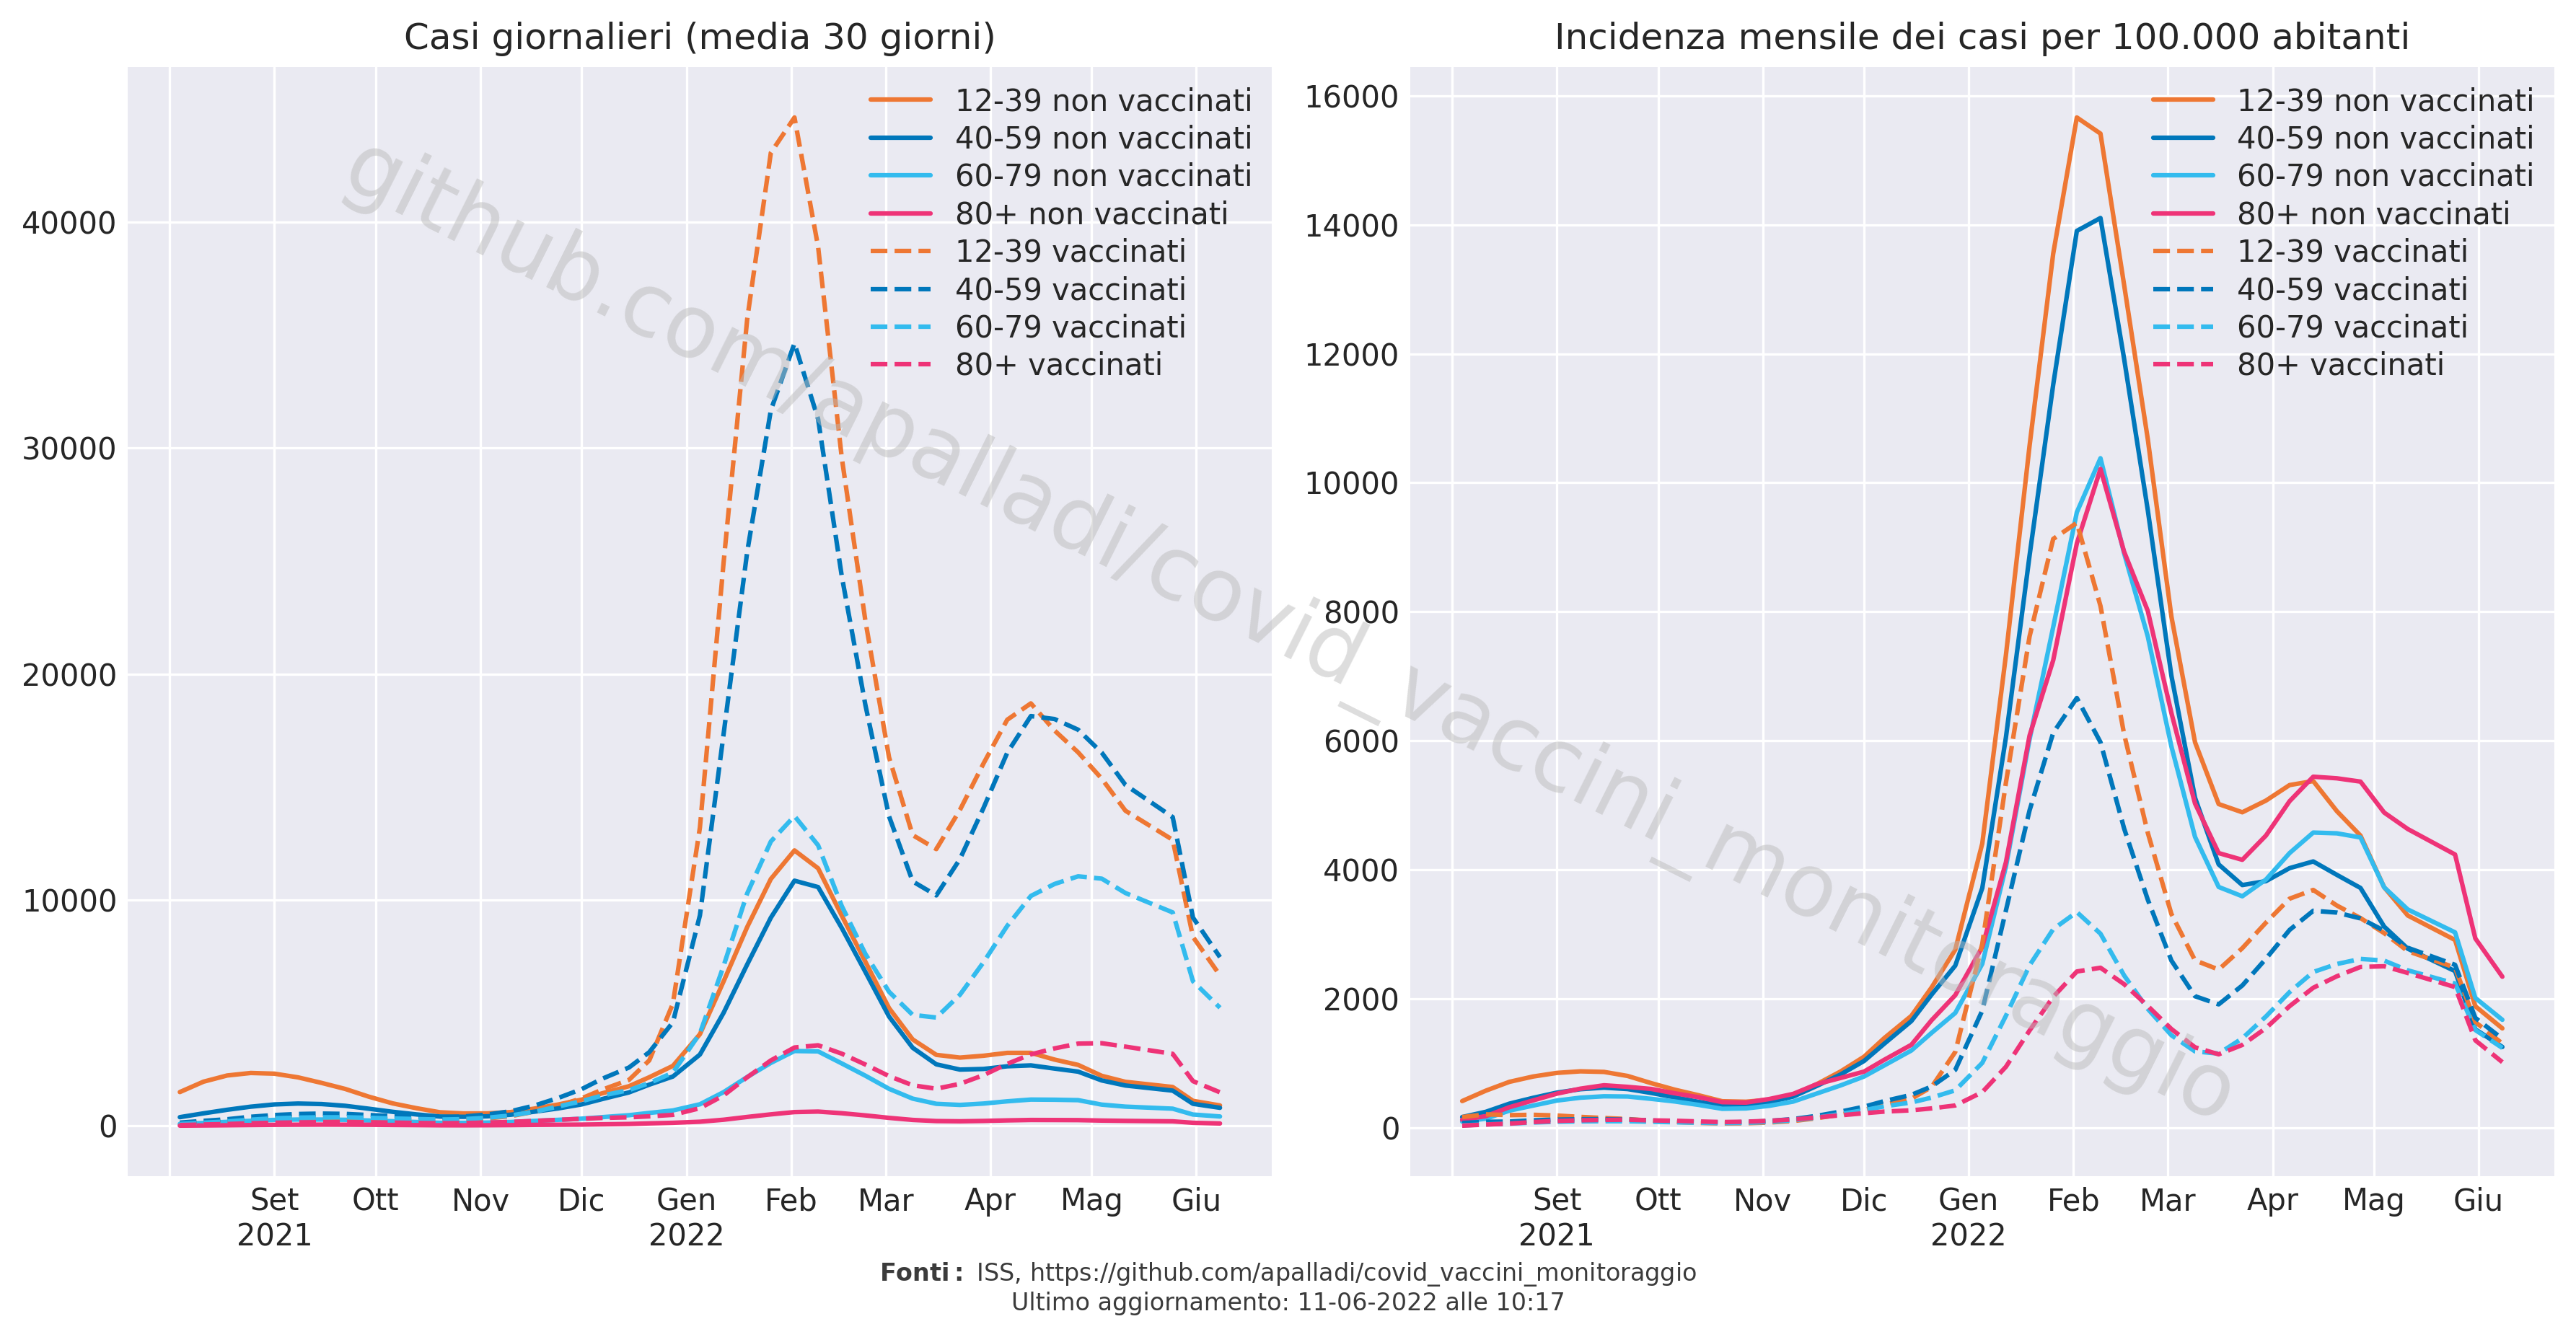 Casi giornalieri (media 30 giorni)
40000
30000
20000
10000
0
12-39 non vaccinati
40-59 non vaccinati
60-79 non vaccinati
80+ non vaccinati
12-39 vaccinati
40-59 vaccinati
60-79 vaccinati
80+ vaccinati
Set Ott Nov Dic Gen Feb Mar Apr Mag Giu
2021 2022
Incidenza mensile dei casi per 100.000 abitanti
16000
14000
12000
10000
8000
6000
4000
2000
0
12-39 non vaccinati
40-59 non vaccinati
60-79 non vaccinati
80+ non vaccinati
12-39 vaccinati
40-59 vaccinati
60-79 vaccinati
80+ vaccinati
Set Ott Nov Dic Gen Feb Mar Apr Mag Giu
2021 2022
github.com/apalladi/covid_vaccini_monitoraggio
Fonti: ISS, https://github.com/apalladi/covid_vaccini_monitoraggio
Ultimo aggiornamento: 11-06-2022 alle 10:17